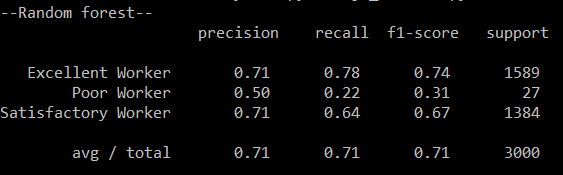 --Random forest--
precision recall f1-score support
Excellent Worker 0.71 0.78 0.74 1589
Poor Worker 0.50 0.22 0.31 27
Satisfactory Worker 0.71 0.64 0.67 1384
avg / total 0.71 0.71 0.71 3000